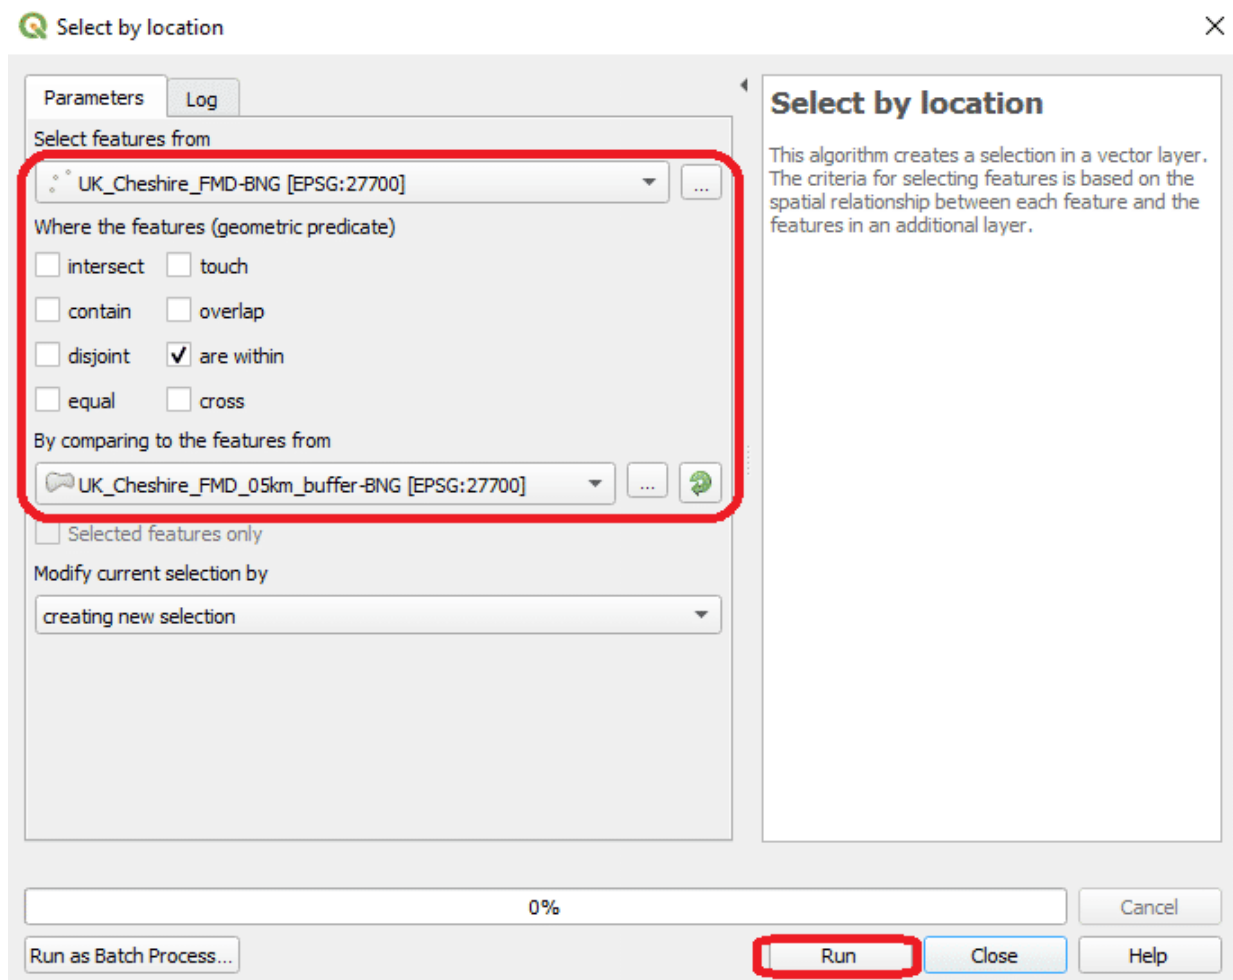 Select by location
Parameters
Log
Select features from
UK_Cheshire_FMD-BNG [EPSG:27700]
...
Where the features (geometric predicate)
intersect
touch
contain
overlap
disjoint
are within
equal
cross
By comparing to the features from
UK_Cheshire_FMD_05km_buffer-BNG [EPSG:27700]
...
Selected features only
Modify current selection by
creating new selection
Select by location
This algorithm creates a selection in a vector layer.
The criteria for selecting features is based on the
spatial relationship between each feature and the
features in an additional layer.
0%
Cancel
Run as Batch Process...
Run
Close
Help